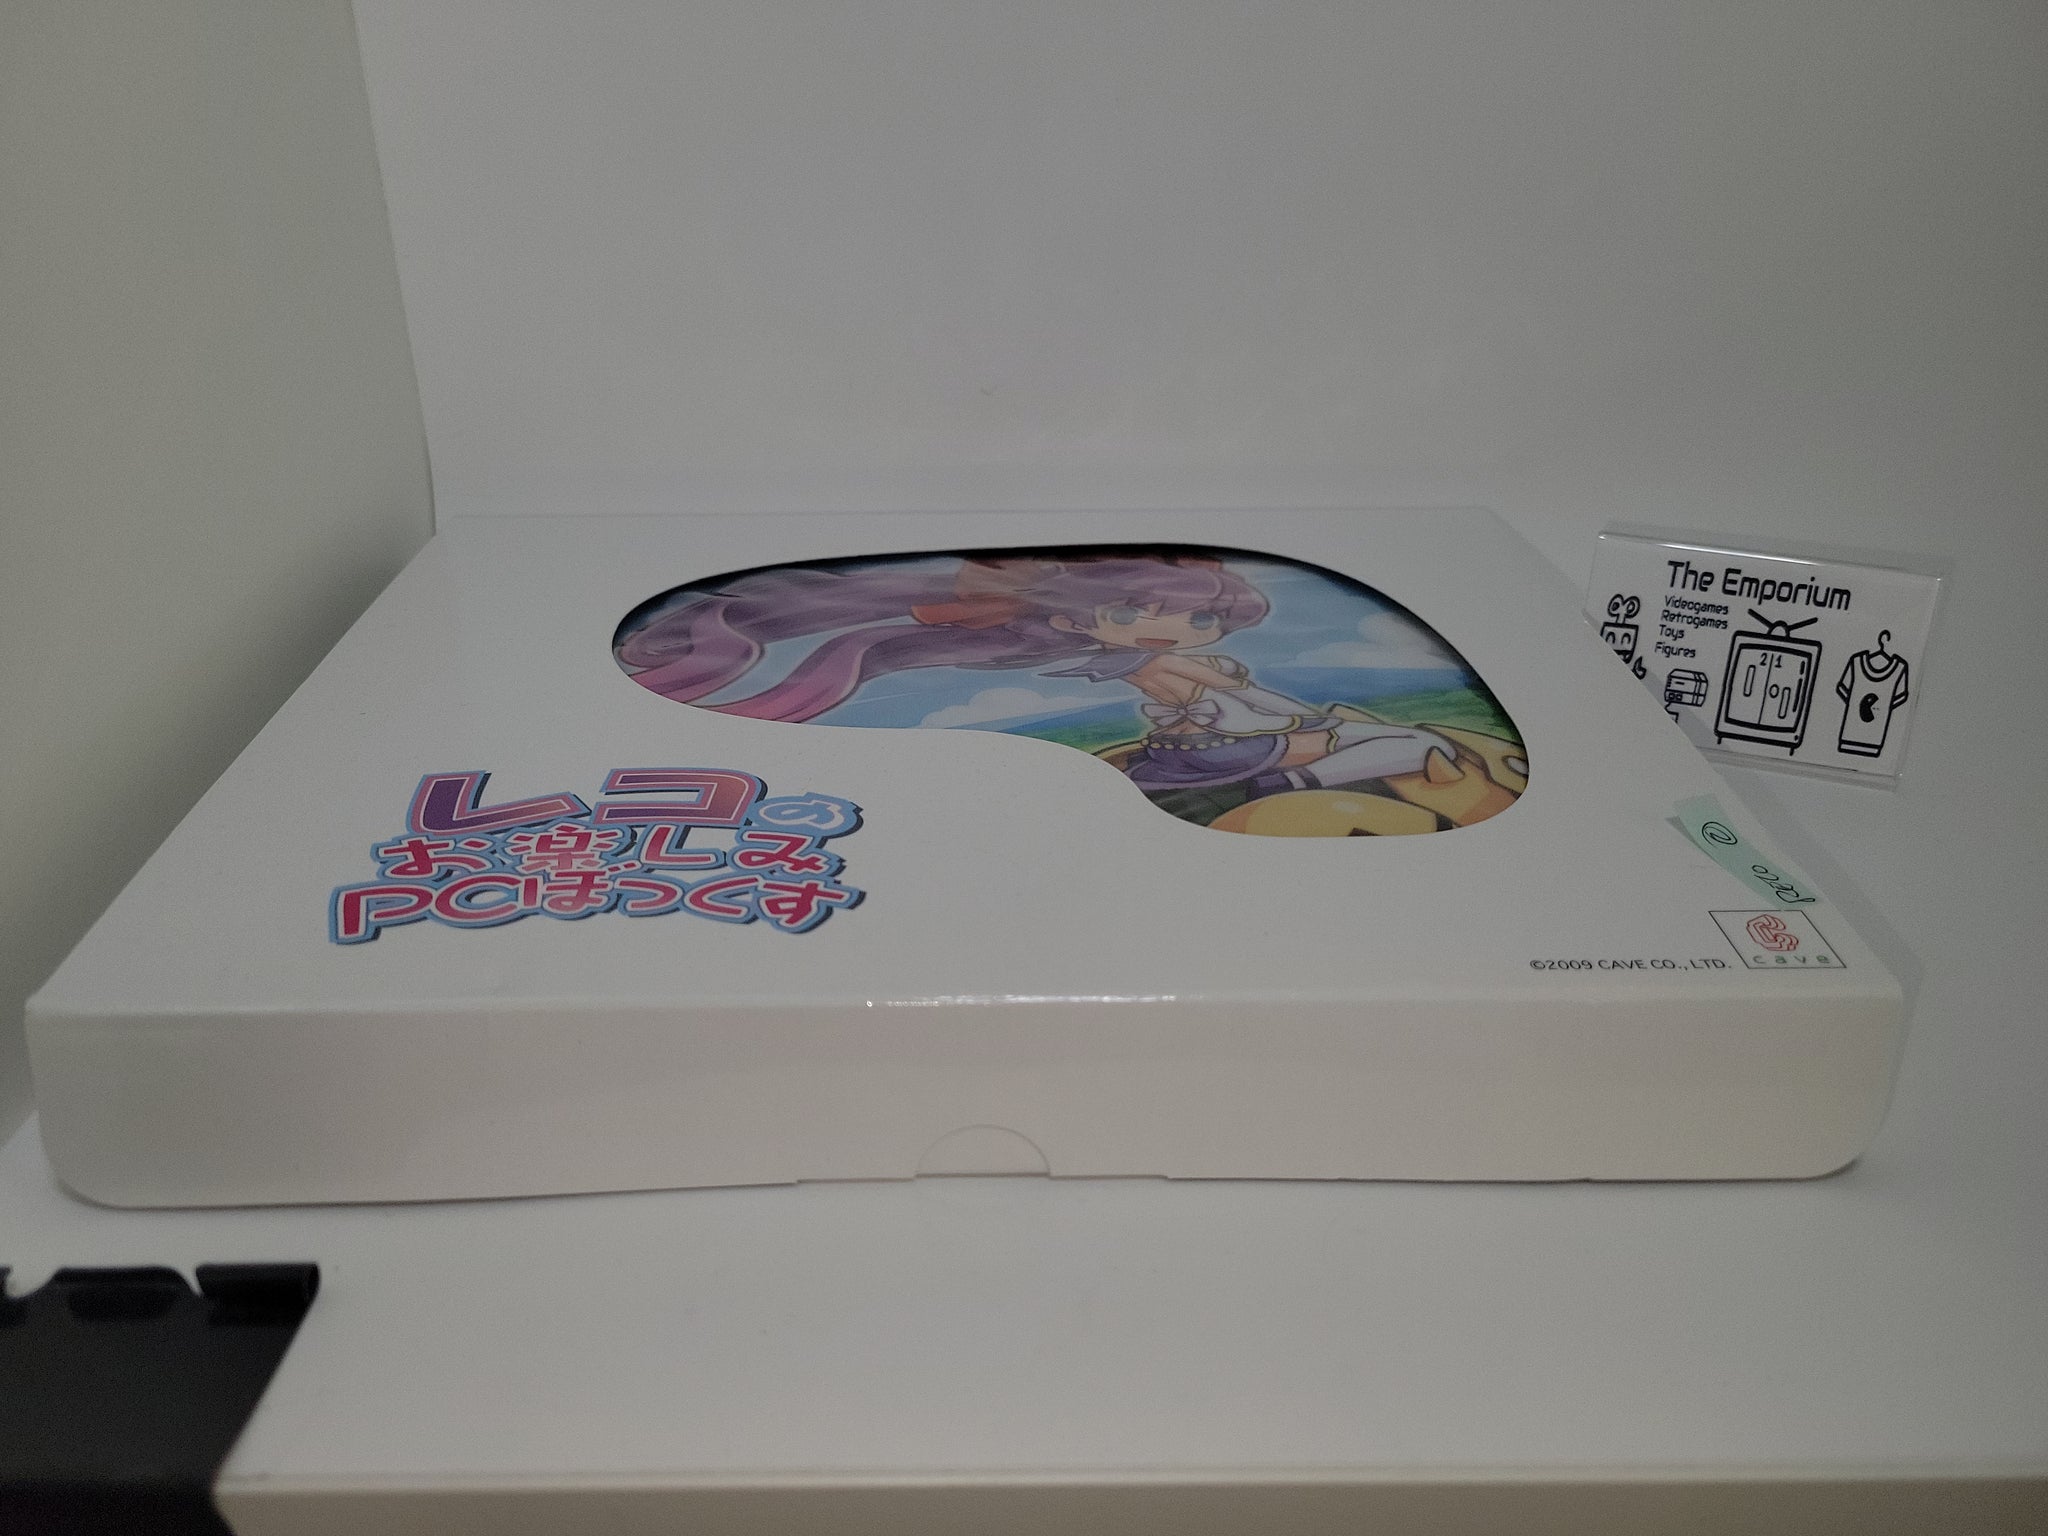 レコの
お楽しみ
PCぼっくす
©2009 CAVE CO., LTD.
cave
The Emporium
Videogames
Retrogames
Toys
Figures
21